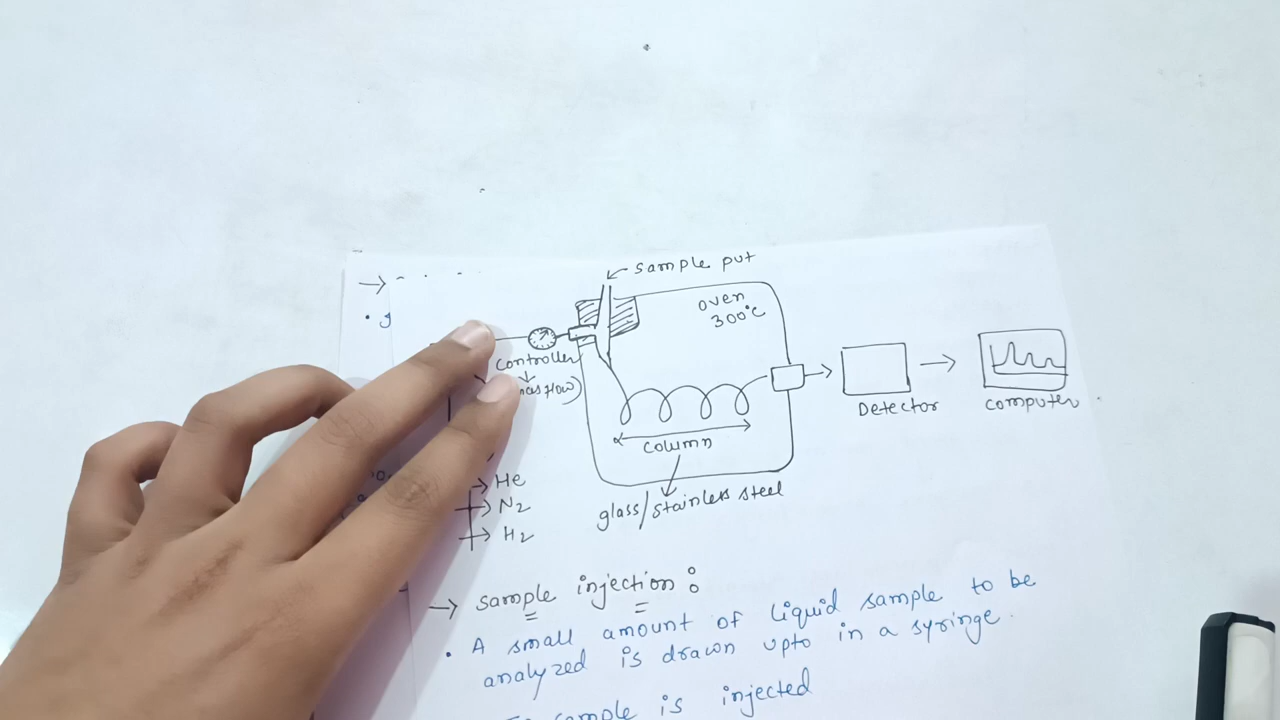 sample put
oven
300°C
controller
gas flow)
column
Detector
computer
glass/stainless steel
He
N2
H2
→ sample injection :
• A small amount of liquid sample to be
analyzed is drawn upto in a syringe.
sample is injected